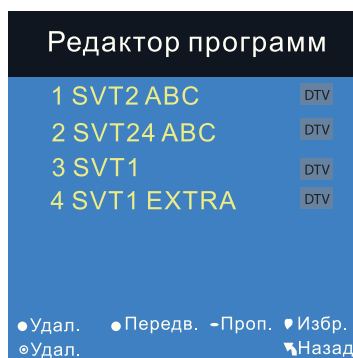 Редактор программ
1 SVT2 ABC DTV
2 SVT24 ABC DTV
3 SVT1 DTV
4 SVT1 EXTRA DTV
Удал. Передв. Проп. Избр.
Удал. Назад